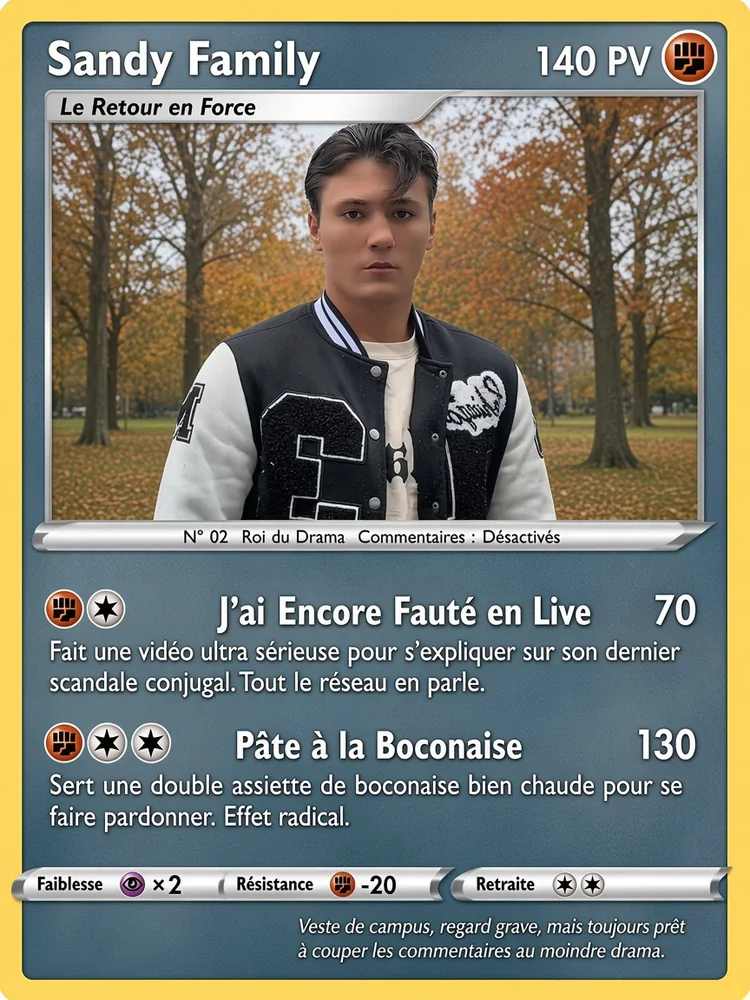 Sandy Family 140 PV
Le Retour en Force
M
N° 02 Roi du Drama Commentaires : Désactivés
J'ai Encore Fauté en Live 70
Fait une vidéo ultra sérieuse pour s'expliquer sur son dernier
scandale conjugal. Tout le réseau en parle.
Pâte à la Boconaise 130
Sert une double assiette de boconaise bien chaude pour se
faire pardonner. Effet radical.
Faiblesse ×2 Résistance -20 Retraite
Veste de campus, regard grave, mais toujours prêt
à couper les commentaires au moindre drama.